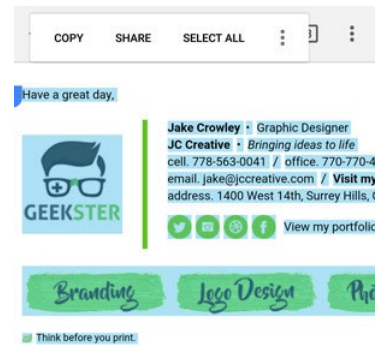 COPY SHARE SELECT ALL
Have a great day,
Jake Crowley • Graphic Designer
JC Creative • Bringing ideas to life
cell. 778-563-0041 / office. 770-770-4
email. jake@jccreative.com / Visit my
address. 1400 West 14th, Surrey Hills,
GEEKSTER
View my portfolio
Branding Logo Design
Think before you print.